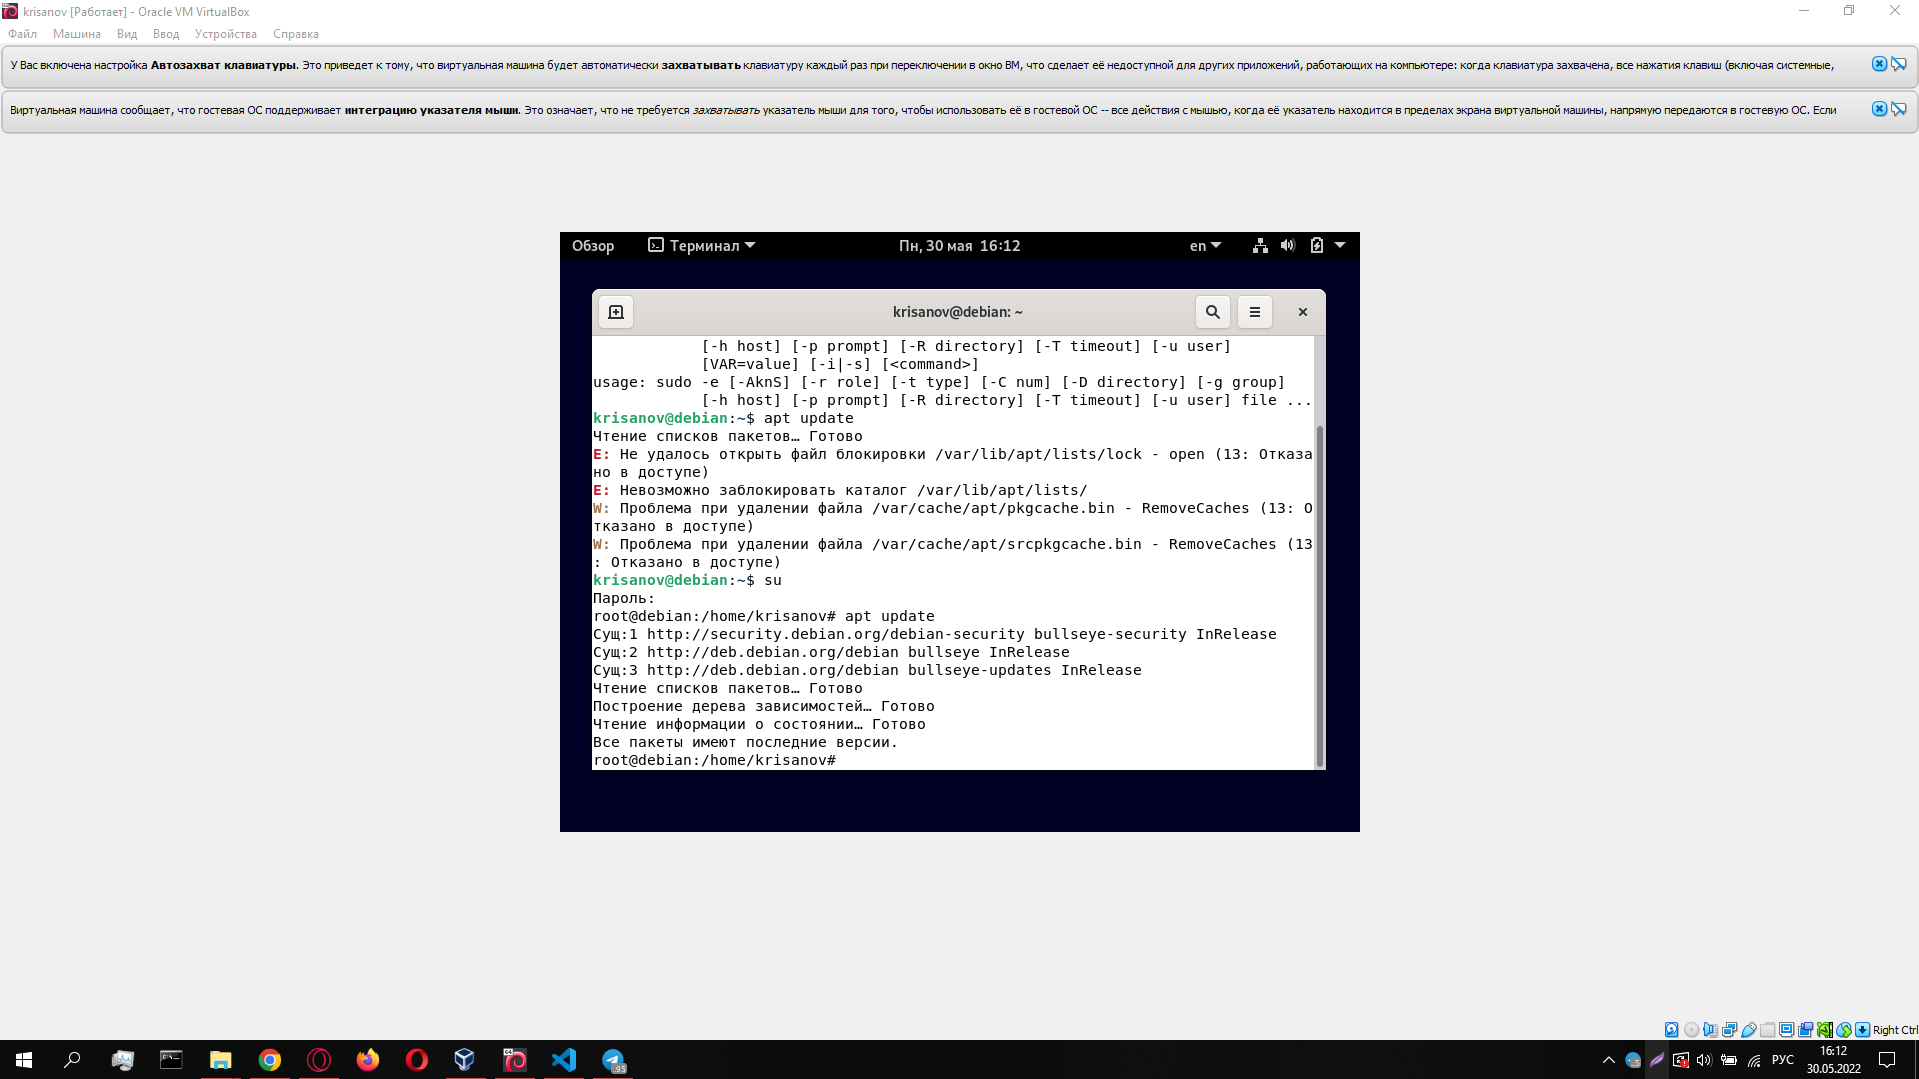 krisanov [Работает] - Oracle VM VirtualBox
Файл Машина Вид Ввод Устройства Справка
У Вас включена настройка Автозахват клавиатуры. Это приведет к тому, что виртуальная машина будет автоматически захватывать клавиатуру каждый раз при переключении в окно ВМ, что сделает её недоступной для других приложений, работающих на компьютере: когда клавиатура захвачена, все нажатия клавиш (включая системные,
Виртуальная машина сообщает, что гостевая ОС поддерживает интеграцию указателя мыши. Это означает, что не требуется захватывать указатель мыши для того, чтобы использовать её в гостевой ОС -- все действия с мышью, когда её указатель находится в пределах экрана виртуальной машины, напрямую передаются в гостевую ОС. Если
Обзор Терминал Пн, 30 мая 16:12 en
krisanov@debian: ~
[-h host] [-p prompt] [-R directory] [-T timeout] [-u user]
[VAR=value] [-i|-s] [<command>]
usage: sudo -e [-AknS] [-r role] [-t type] [-C num] [-D directory] [-g group]
[-h host] [-p prompt] [-R directory] [-T timeout] [-u user] file ...
krisanov@debian:~$ apt update
Чтение списков пакетов… Готово
E: Не удалось открыть файл блокировки /var/lib/apt/lists/lock - open (13: Отказа
но в доступе)
E: Невозможно заблокировать каталог /var/lib/apt/lists/
W: Проблема при удалении файла /var/cache/apt/pkgcache.bin - RemoveCaches (13: О
тказано в доступе)
W: Проблема при удалении файла /var/cache/apt/srcpkgcache.bin - RemoveCaches (13
: Отказано в доступе)
krisanov@debian:~$ su
Пароль:
root@debian:/home/krisanov# apt update
Сущ:1 http://security.debian.org/debian-security bullseye-security InRelease
Сущ:2 http://deb.debian.org/debian bullseye InRelease
Сущ:3 http://deb.debian.org/debian bullseye-updates InRelease
Чтение списков пакетов… Готово
Построение дерева зависимостей… Готово
Чтение информации о состоянии… Готово
Все пакеты имеют последние версии.
root@debian:/home/krisanov#
Right Ctrl
95
РУС
16:12
30.05.2022